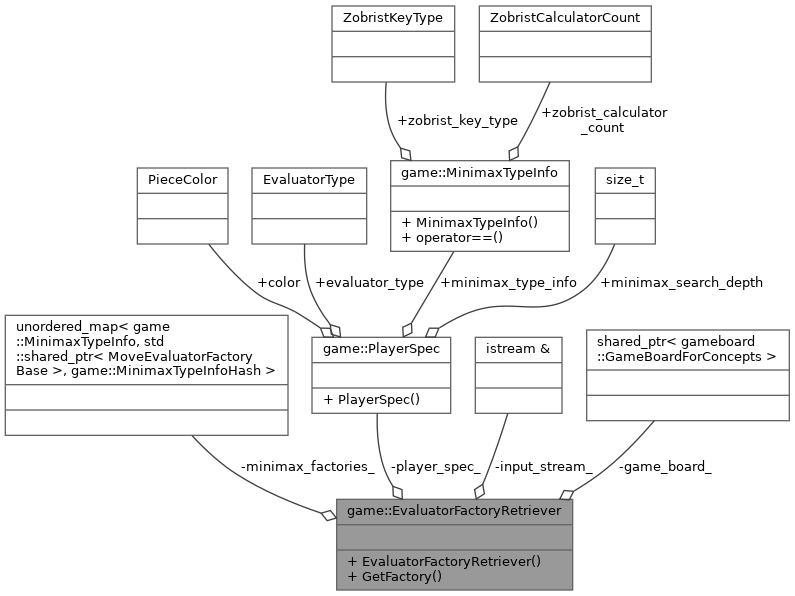 ZobristKeyType
ZobristCalculatorCount
+zobrist_key_type
+zobrist_calculator
_count
PieceColor
EvaluatorType
game::MinimaxTypeInfo
+ MinimaxTypeInfo()
+ operator==()
size_t
+color
+evaluator_type
+minimax_type_info
+minimax_search_depth
unordered_map< game
::MinimaxTypeInfo, std
::shared_ptr< MoveEvaluatorFactory
Base >, game::MinimaxTypeInfoHash >
game::PlayerSpec
+ PlayerSpec()
istream &
shared_ptr< gameboard
::GameBoardForConcepts >
-minimax_factories_
-player_spec_
-input_stream_
-game_board_
game::EvaluatorFactoryRetriever
+ EvaluatorFactoryRetriever()
+ GetFactory()